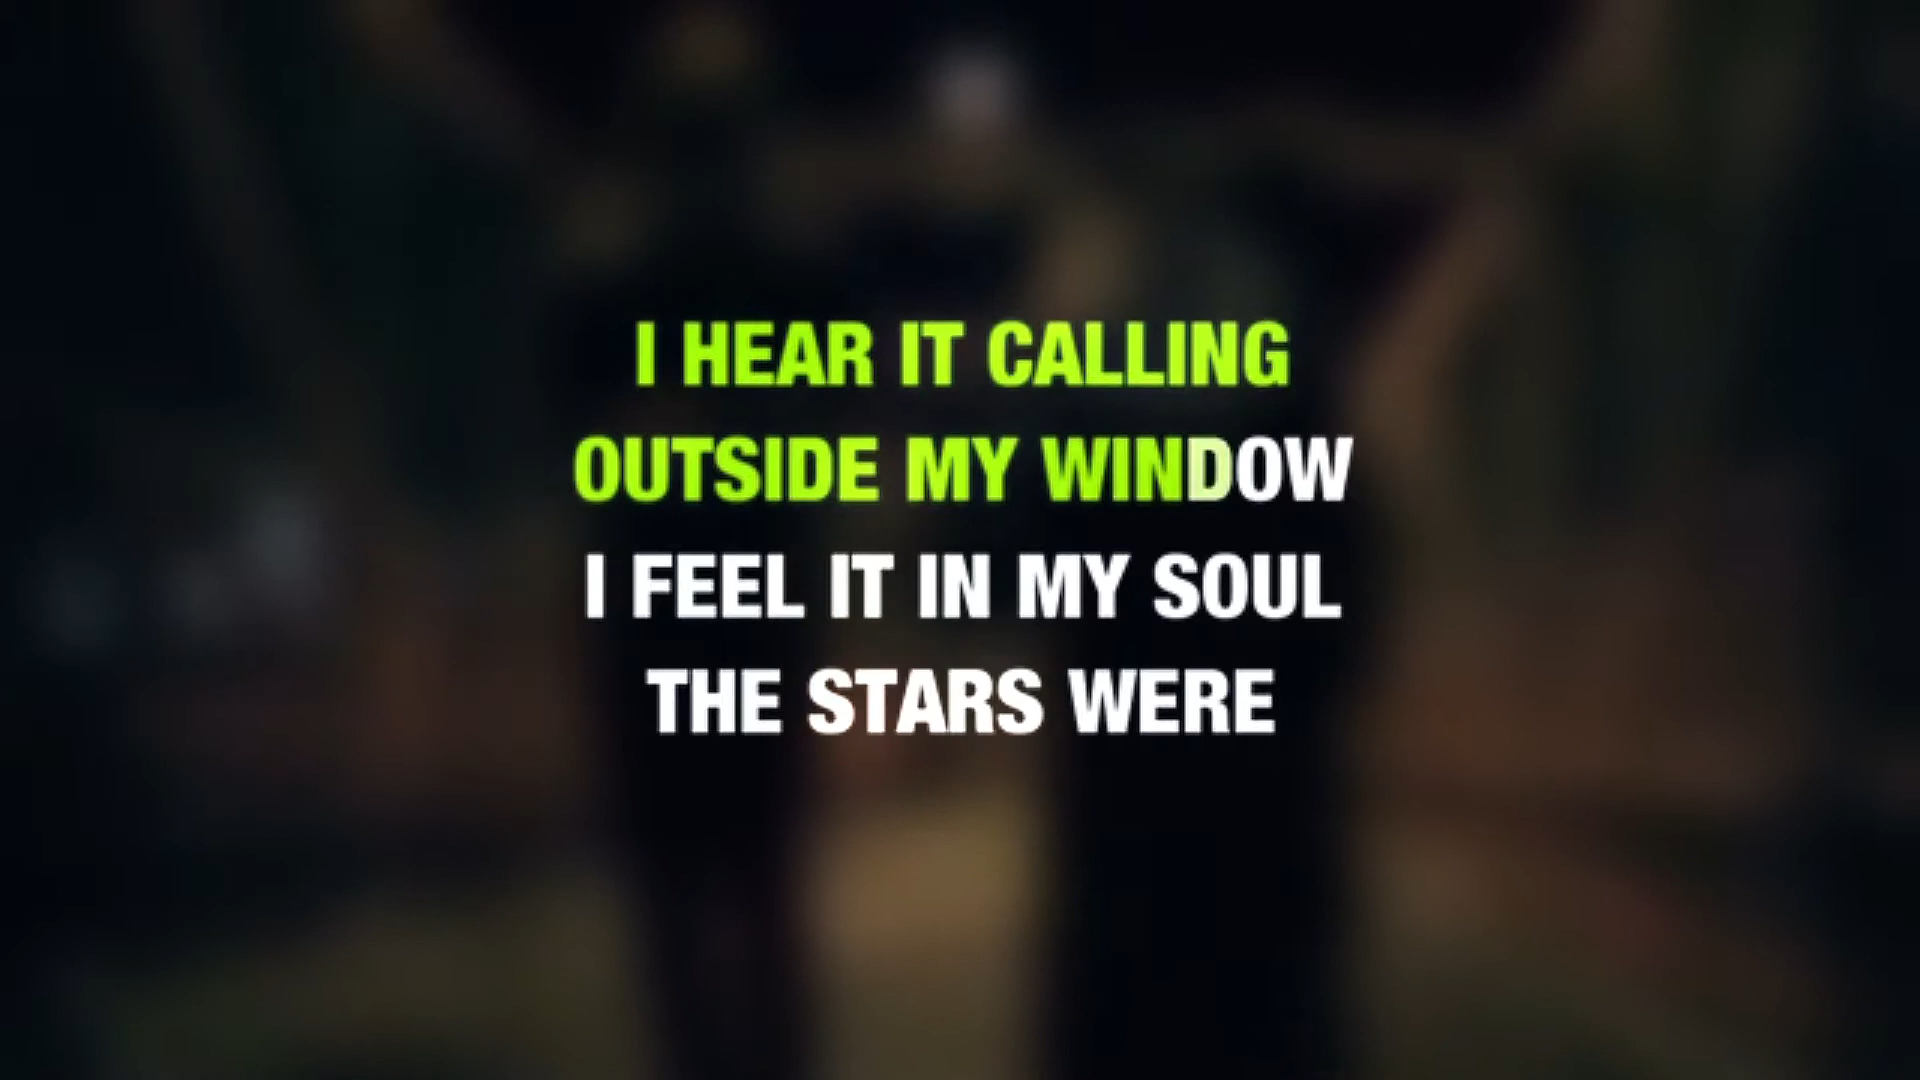 I HEAR IT CALLING
OUTSIDE MY WINDOW
I FEEL IT IN MY SOUL
THE STARS WERE